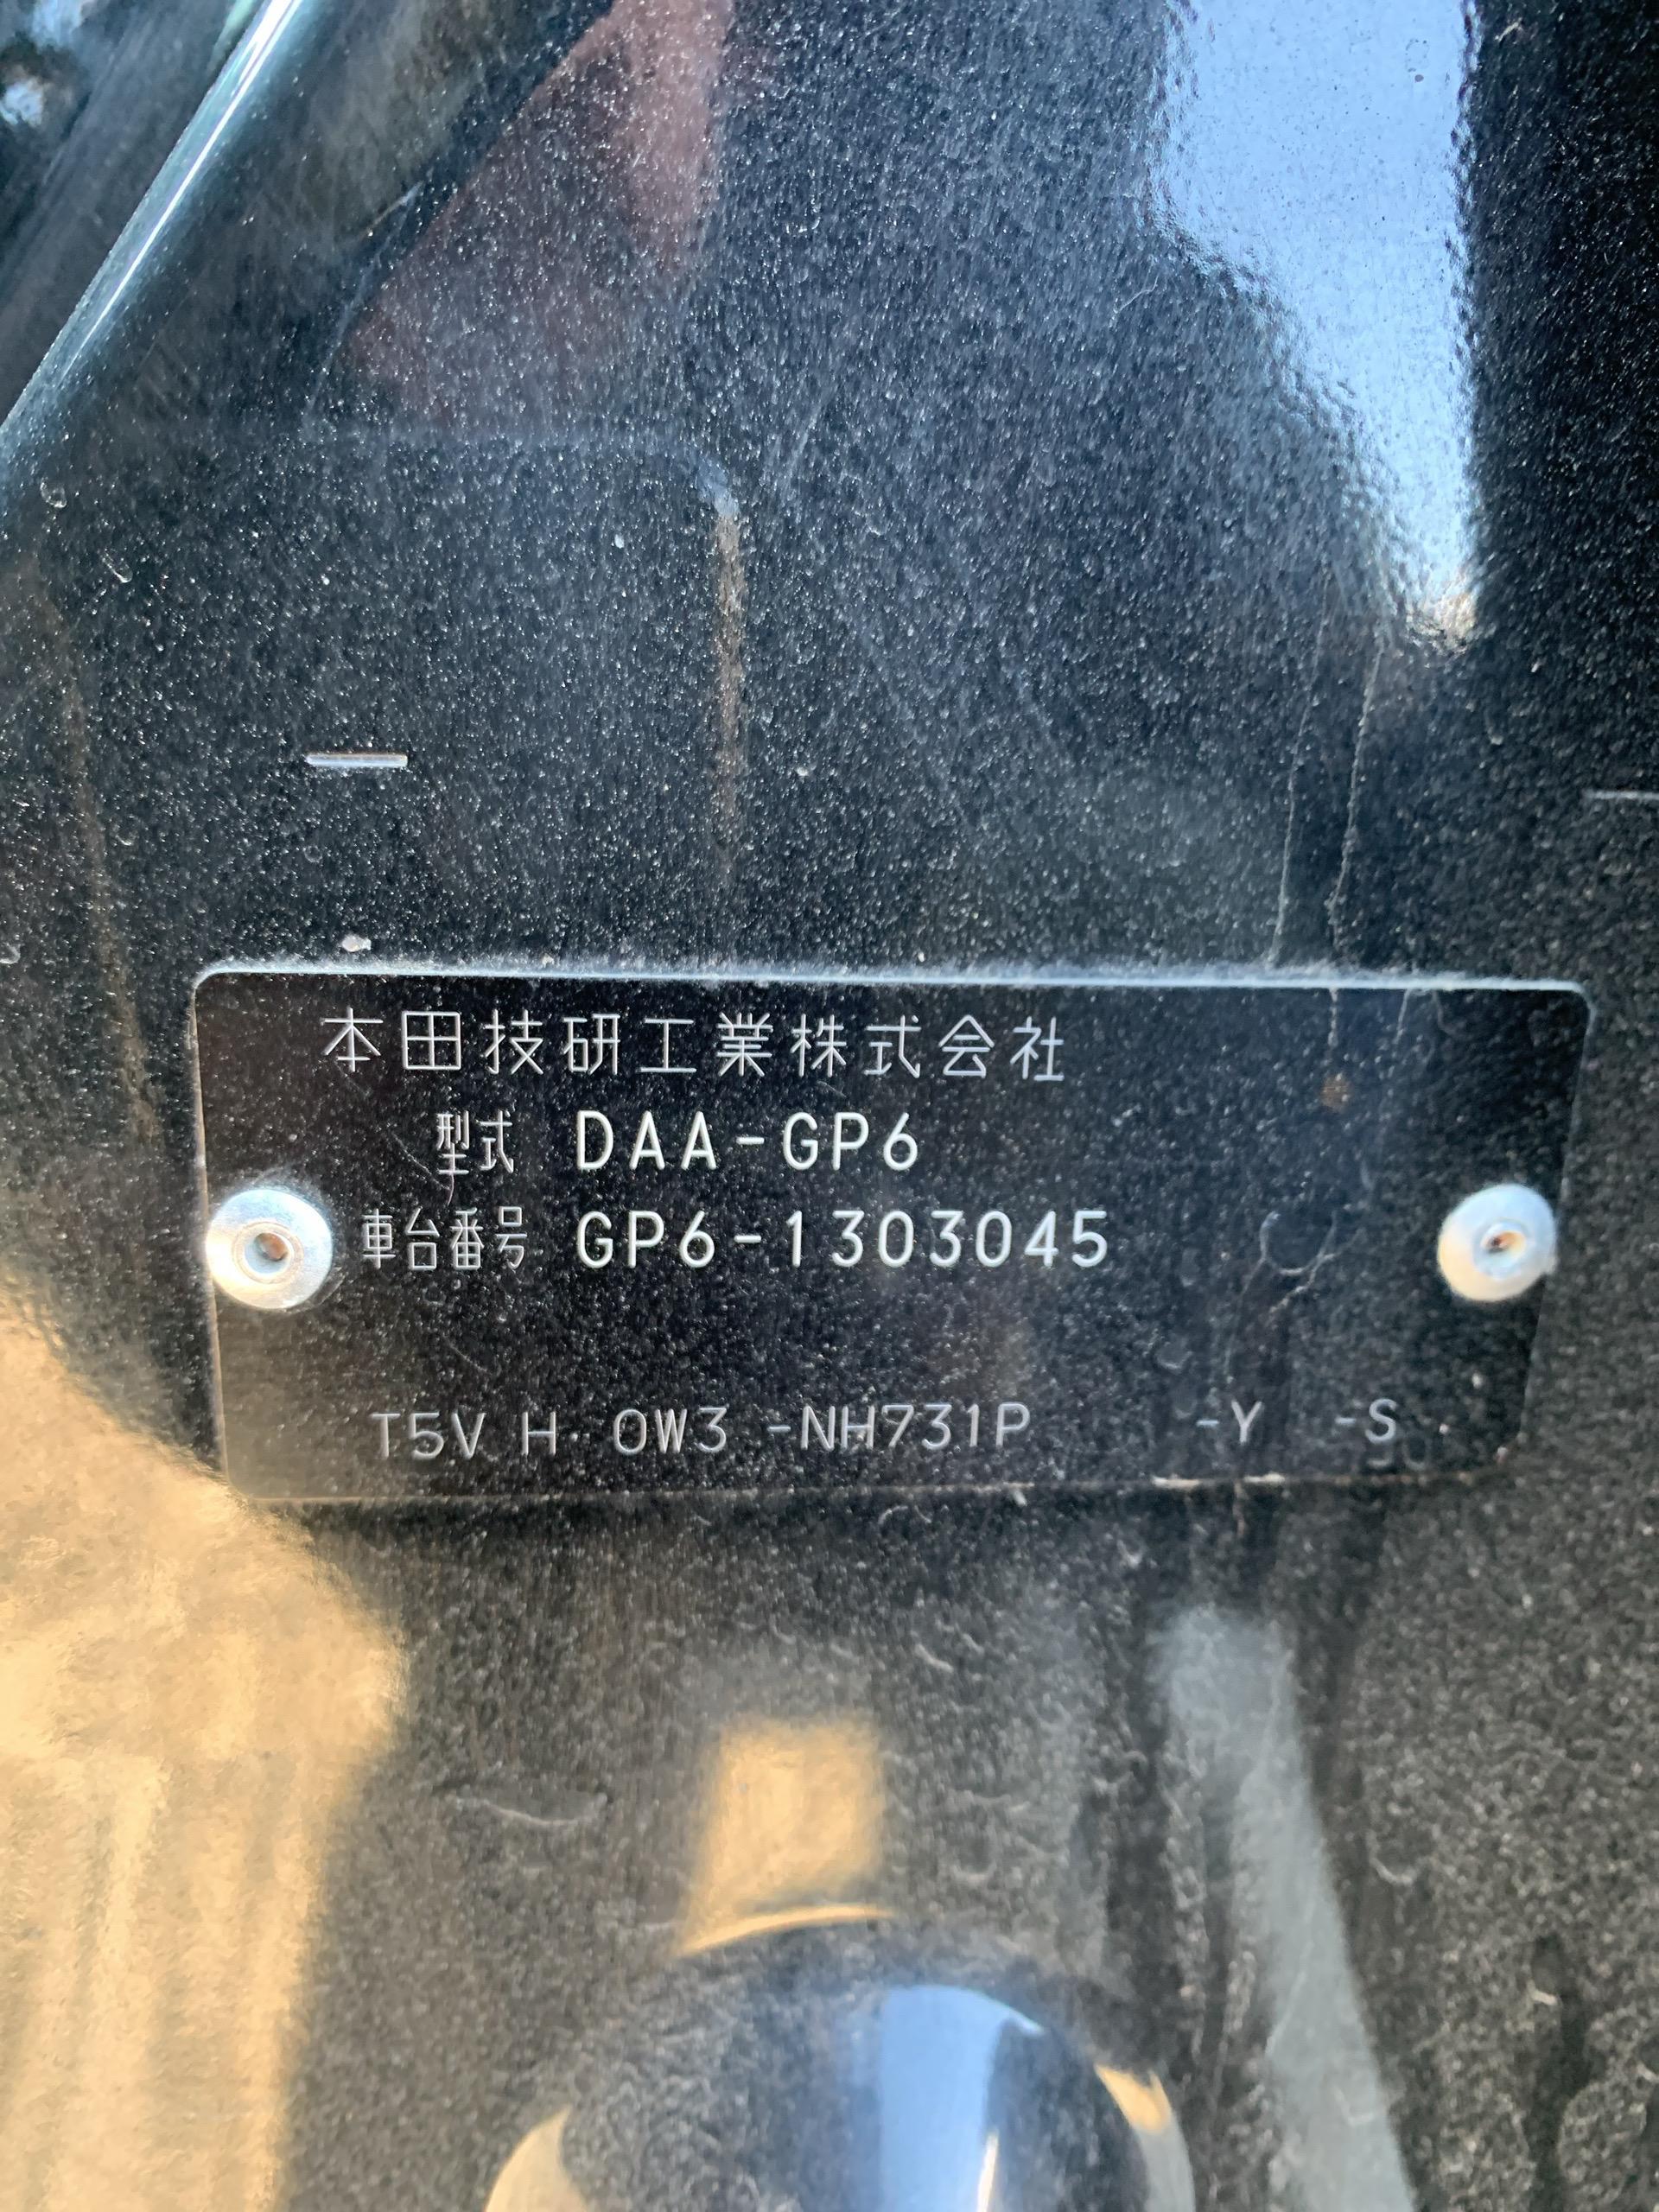 本田技研工業株式会社
型式 DAA-GP6
車台番号 GP6-1303045
T5V H 0W3 -NH731P -Y -S